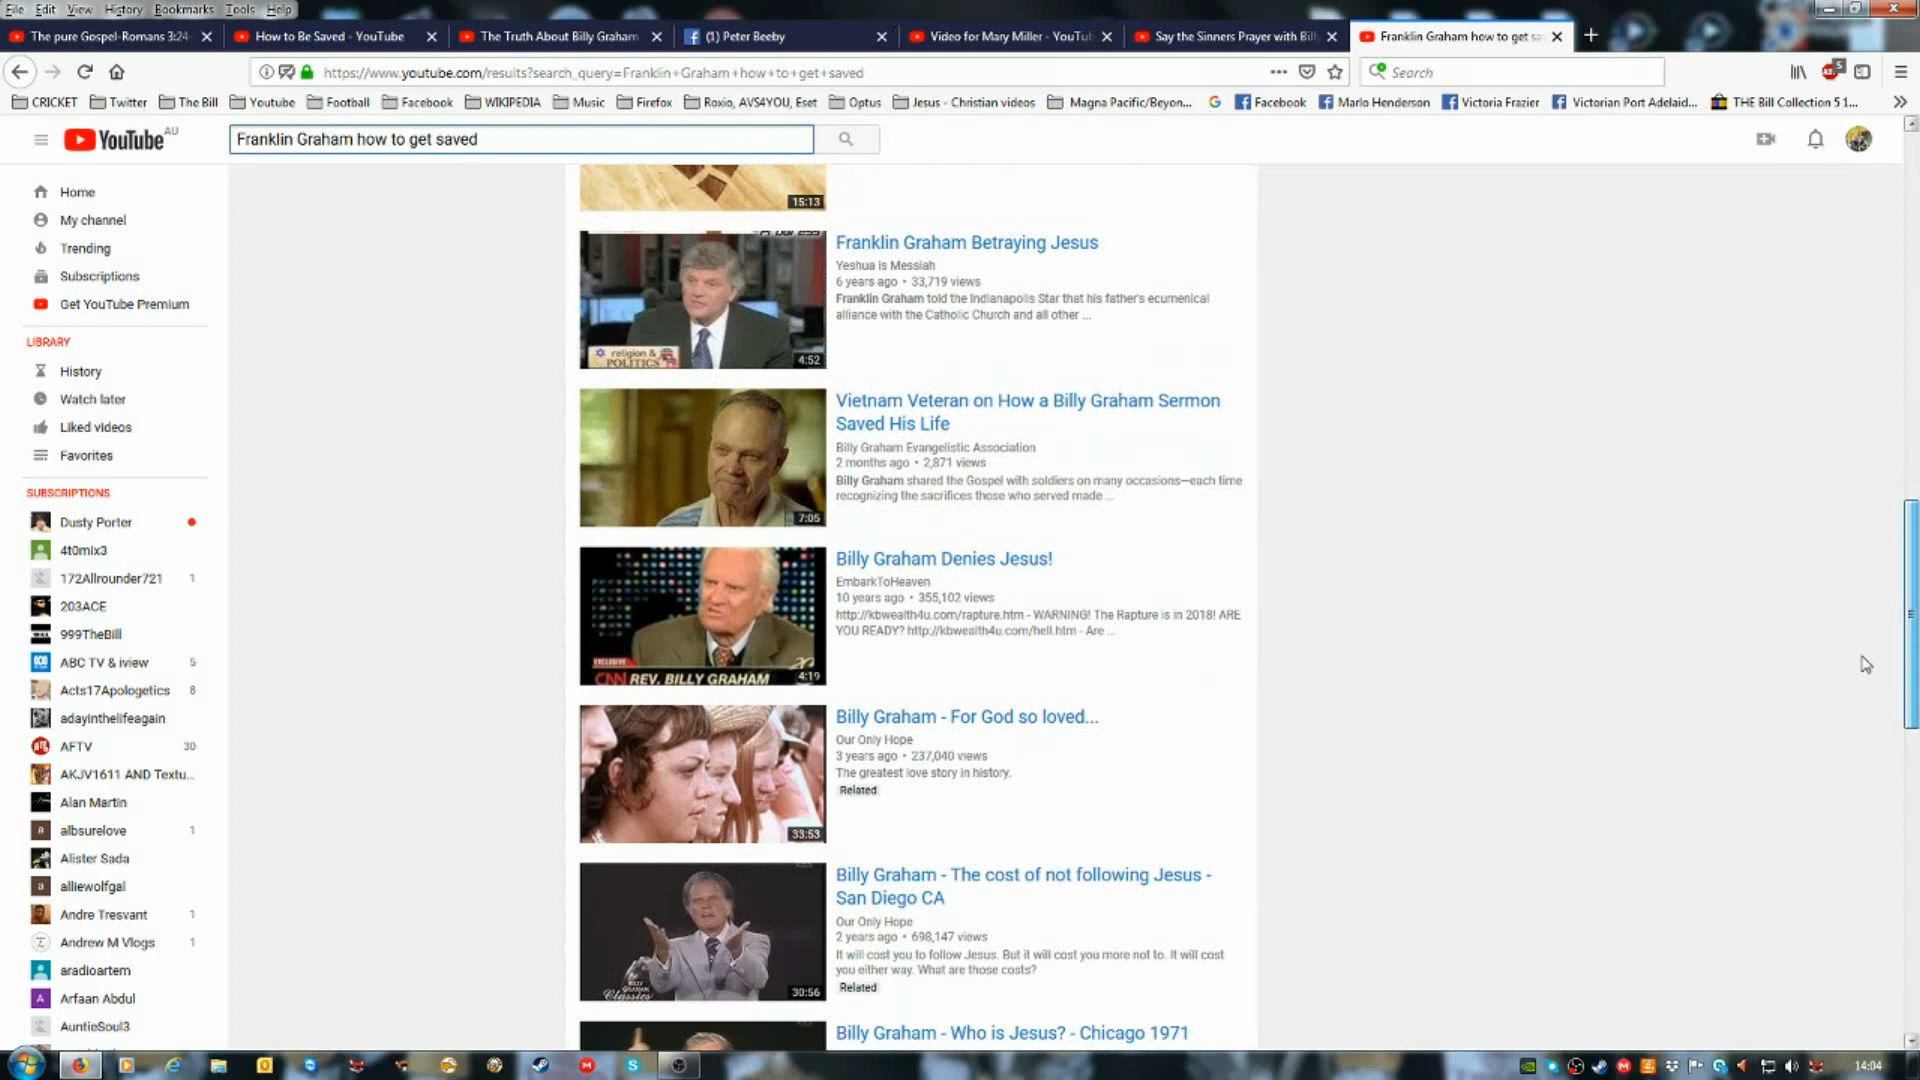 File Edit View History Bookmarks Tools Help
The pure Gospel-Romans 3:24-
How to Be Saved - YouTube
The Truth About Billy Graham
(1) Peter Beeby
Video for Mary Miller - YouTub
Say the Sinners Prayer with Bill
Franklin Graham how to get sa
https://www.youtube.com/results?search_query=Franklin+Graham+how+to+get+saved
Search
5
CRICKET Twitter The Bill Youtube Football Facebook WIKIPEDIA Music Firefox Roxio, AVS4YOU, Eset Optus Jesus - Christian videos Magna Pacific/Beyon... Facebook Marlo Henderson Victoria Frazier Victorian Port Adelaid... THE Bill Collection 5 1...
YouTube AU
Franklin Graham how to get saved
Home
My channel
Trending
Subscriptions
Get YouTube Premium
LIBRARY
History
Watch later
Liked videos
Favorites
SUBSCRIPTIONS
Dusty Porter
4t0mix3
172Allrounder721 1
203ACE
999TheBill
ABC TV & iview 5
Acts17Apologetics 8
adayinthelifeagain
AFTV 30
AKJV1611 AND Textu...
Alan Martin
albsurelove 1
Alister Sada
alliewolfgal
Andre Tresvant 1
Andrew M Vlogs 1
aradioartem
Arfaan Abdul
AuntieSoul3
15:13
religion &
POLITICS
4:52
Franklin Graham Betraying Jesus
Yeshua is Messiah
6 years ago • 33,719 views
Franklin Graham told the Indianapolis Star that his father's ecumenical
alliance with the Catholic Church and all other ...
7:05
Vietnam Veteran on How a Billy Graham Sermon
Saved His Life
Billy Graham Evangelistic Association
2 months ago • 2,871 views
Billy Graham shared the Gospel with soldiers on many occasions—each time
recognizing the sacrifices those who served made ...
EXCLUSIVE
CNN REV. BILLY GRAHAM
4:19
Billy Graham Denies Jesus!
EmbarkToHeaven
10 years ago • 355,102 views
http://kbwealth4u.com/rapture.htm - WARNING! The Rapture is in 2018! ARE
YOU READY? http://kbwealth4u.com/hell.htm - Are ...
33:53
Billy Graham - For God so loved...
Our Only Hope
3 years ago • 237,040 views
The greatest love story in history.
Related
BILLY GRAHAM
Classics
30:56
Billy Graham - The cost of not following Jesus -
San Diego CA
Our Only Hope
2 years ago • 698,147 views
It will cost you to follow Jesus. But it will cost you more not to. It will cost
you either way. What are those costs?
Related
Billy Graham - Who is Jesus? - Chicago 1971
14:04